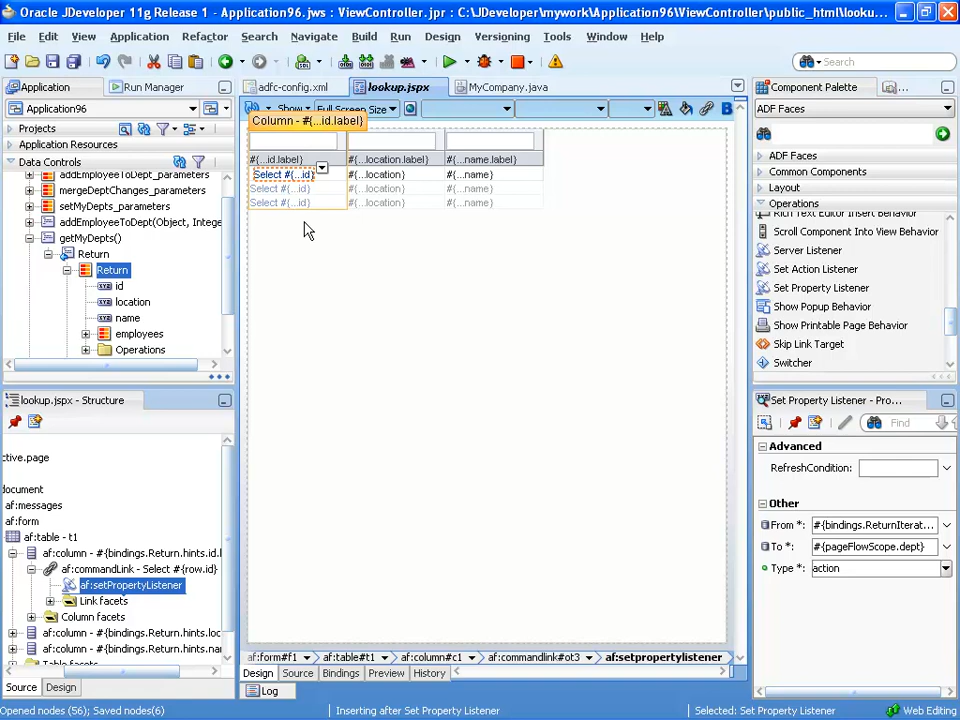 Oracle JDeveloper 11g Release 1 - Application96.jws : ViewController.jpr : C:\JDeveloper\mywork\Application96\ViewController\public_html\looku...
File Edit View Application Refactor Search Navigate Build Run Design Versioning Tools Window Help
Search
Application Run Manager
Application96
Projects
Application Resources
Data Controls
addEmployeeToDept_parameters
mergeDeptChanges_parameters
setMyDepts_parameters
addEmployeeToDept(Object, Intege
getMyDepts()
Return
Return
id
location
name
employees
Operations
lookup.jspx - Structure
ctive.page
document
af:messages
af:form
af:table - t1
af:column - #{bindings.Return.hints.id.l
af:commandLink - Select #{row.id}
af:setPropertyListener
Link facets
Column facets
af:column - #{bindings.Return.hints.loc
af:column - #{bindings.Return.hints.na
Table facets
Source Design
adfc-config.xml lookup.jspx MyCompany.java
Show Full Screen Size
Column - #{...id.label}
#{...id.label} #{...location.label} #{...name.label}
Select #{...id} #{...location} #{...name}
Select #{...id} #{...location} #{...name}
Select #{...id} #{...location} #{...name}
af:form#f1 af:table#t1 af:column#c1 af:commandlink#ot3 af:setpropertylistener
Design Source Bindings Preview History
Log
Component Palette
ADF Faces
ADF Faces
Common Components
Layout
Operations
Rich Text Editor Insert Behavior
Scroll Component Into View Behavior
Server Listener
Set Action Listener
Set Property Listener
Show Popup Behavior
Show Printable Page Behavior
Skip Link Target
Switcher
Set Property Listener - Pro...
Find
Advanced
RefreshCondition:
Other
From *: #{bindings.ReturnIterat...
To *: #{pageFlowScope.dept}
Type *: action
Opened nodes (56); Saved nodes(6) Inserting after Set Property Listener Selected: Set Property Listener Web Editing